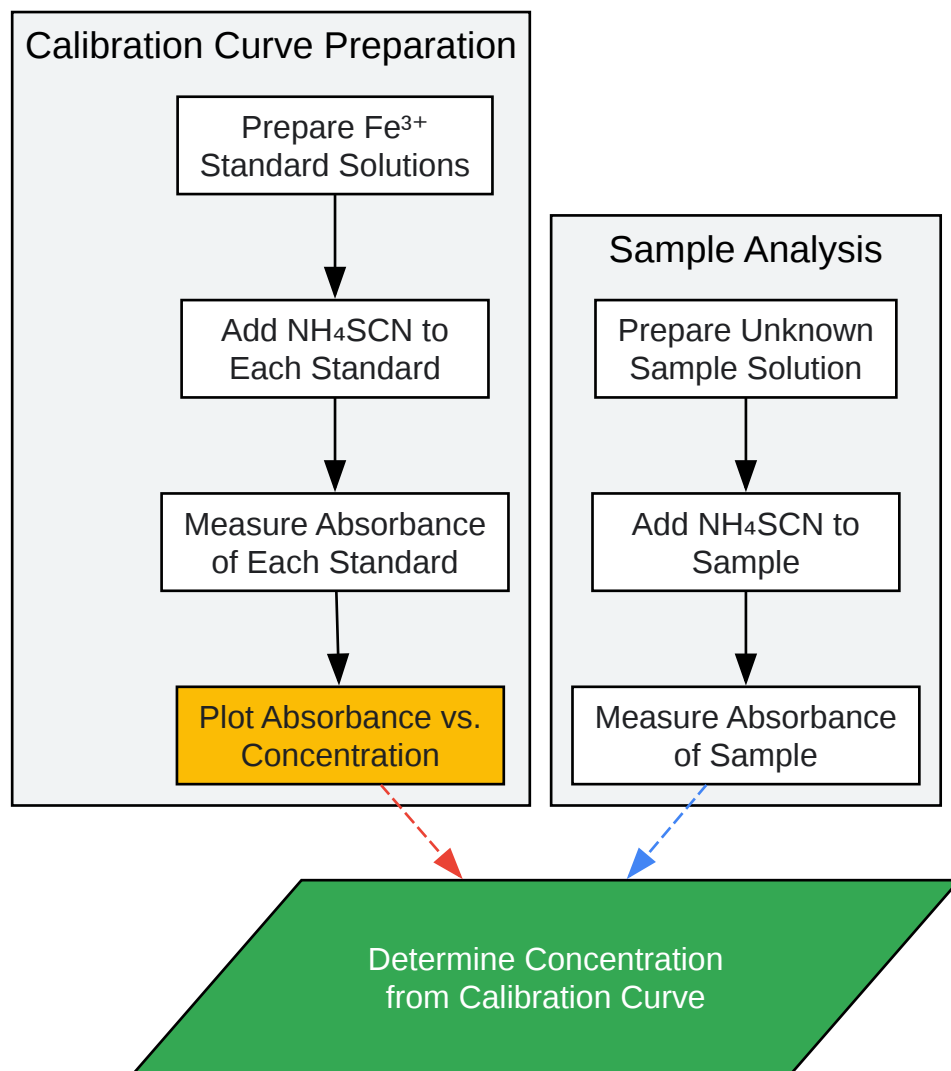 Calibration Curve Preparation
Prepare Fe³⁺
Standard Solutions
Add NH₄SCN to
Each Standard
Measure Absorbance
of Each Standard
Plot Absorbance vs.
Concentration
Sample Analysis
Prepare Unknown
Sample Solution
Add NH₄SCN to
Sample
Measure Absorbance
of Sample
Determine Concentration
from Calibration Curve